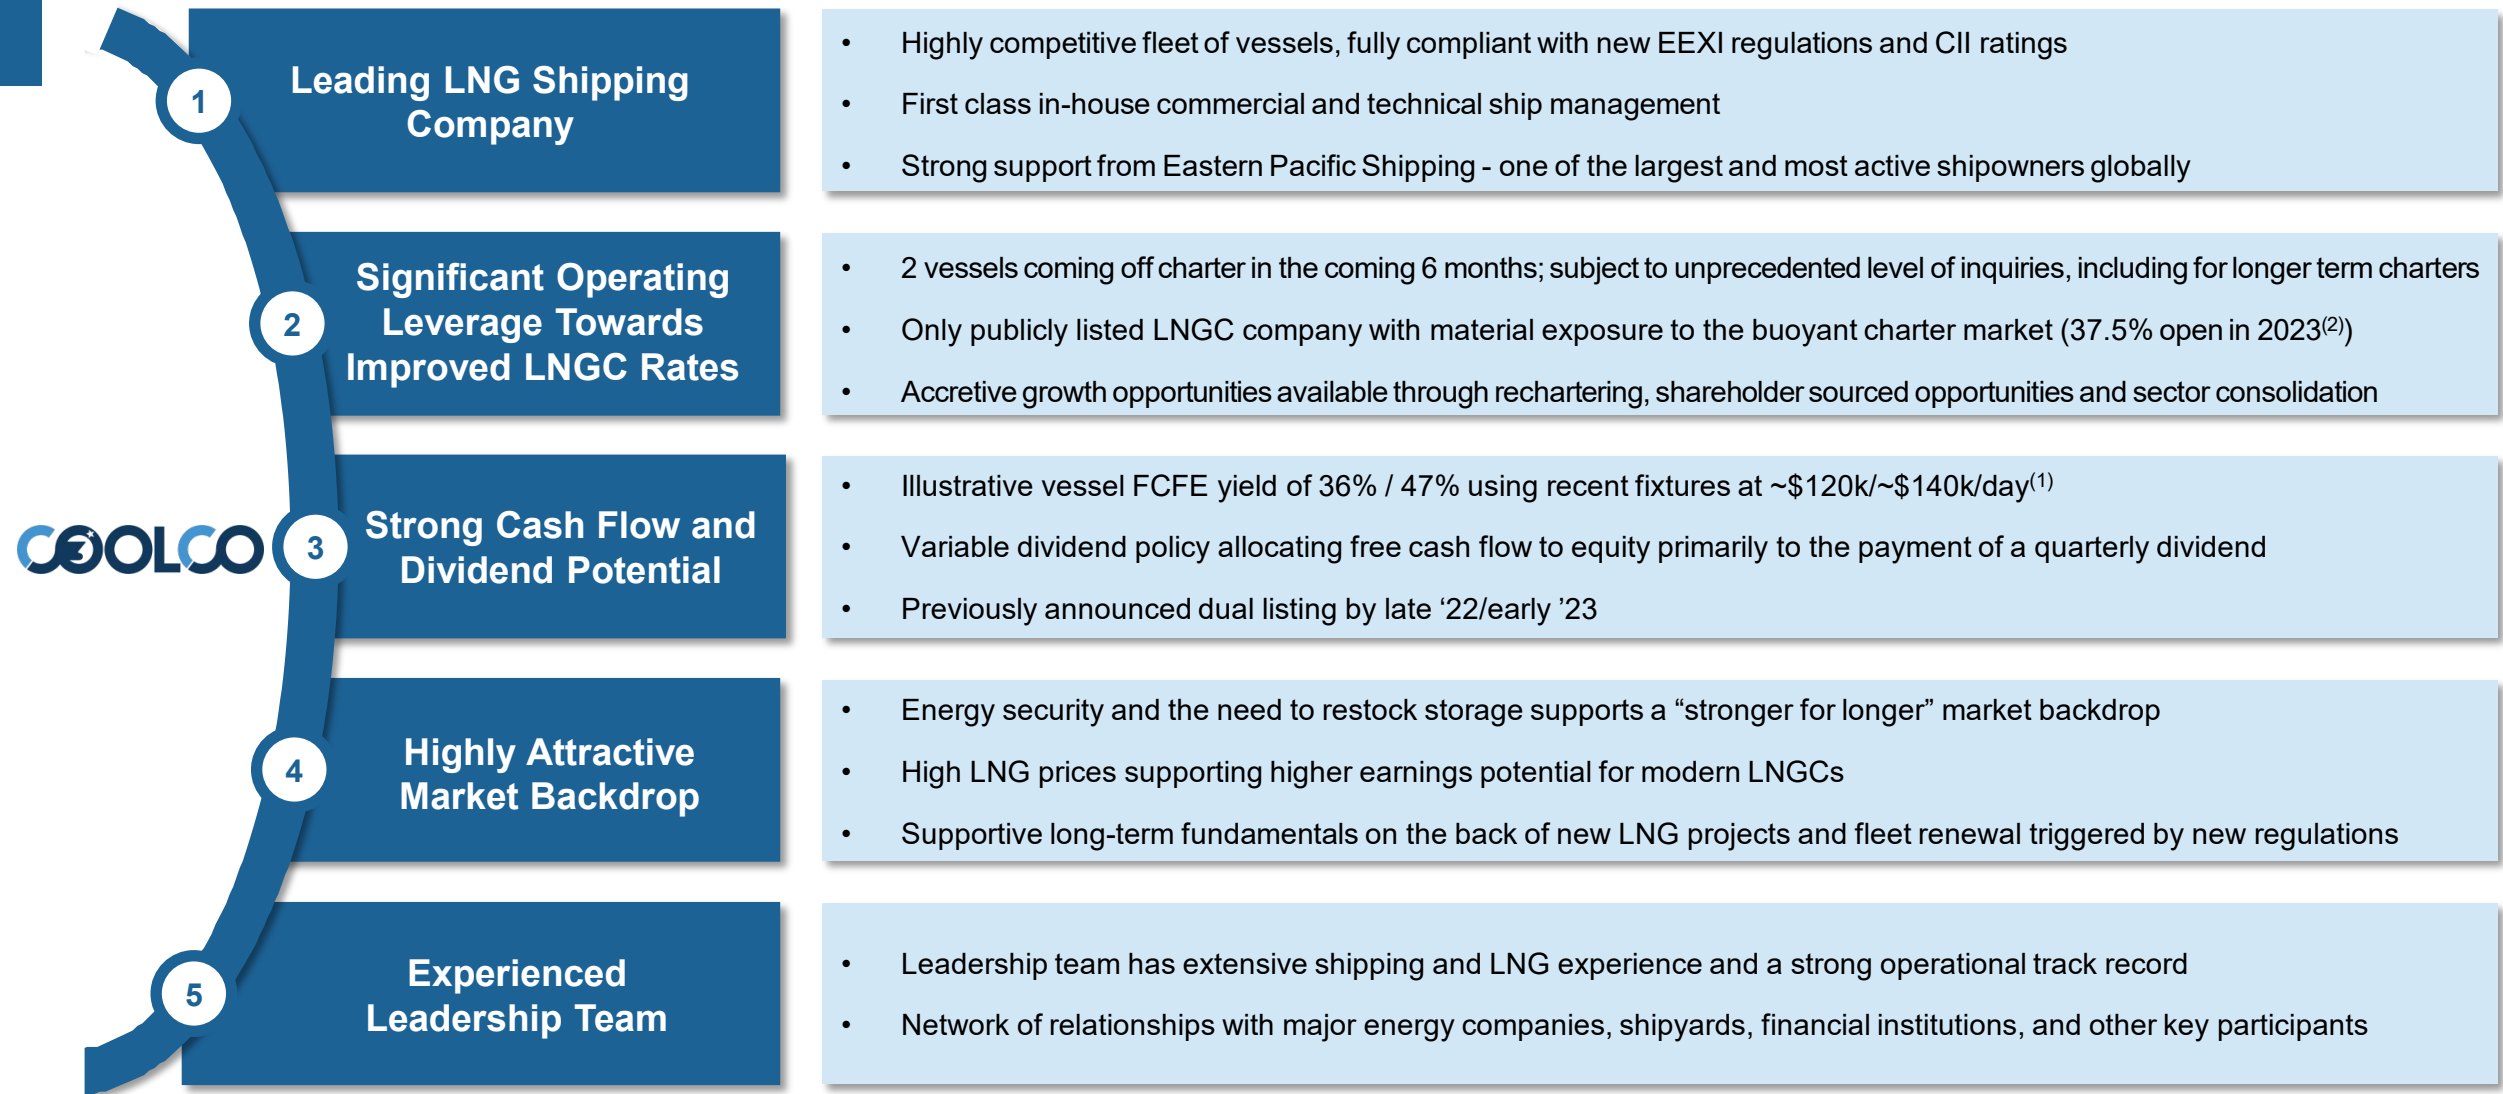 1
Leading LNG Shipping
Company
• Highly competitive fleet of vessels, fully compliant with new EEXI regulations and CII ratings
• First class in-house commercial and technical ship management
• Strong support from Eastern Pacific Shipping - one of the largest and most active shipowners globally
2
Significant Operating
Leverage Towards
Improved LNGC Rates
• 2 vessels coming off charter in the coming 6 months; subject to unprecedented level of inquiries, including for longer term charters
• Only publicly listed LNGC company with material exposure to the buoyant charter market (37.5% open in 2023(2))
• Accretive growth opportunities available through rechartering, shareholder sourced opportunities and sector consolidation
COOLCO
3
Strong Cash Flow and
Dividend Potential
• Illustrative vessel FCFE yield of 36% / 47% using recent fixtures at ~$120k/~$140k/day(1)
• Variable dividend policy allocating free cash flow to equity primarily to the payment of a quarterly dividend
• Previously announced dual listing by late ‘22/early ’23
4
Highly Attractive
Market Backdrop
• Energy security and the need to restock storage supports a “stronger for longer” market backdrop
• High LNG prices supporting higher earnings potential for modern LNGCs
• Supportive long-term fundamentals on the back of new LNG projects and fleet renewal triggered by new regulations
5
Experienced
Leadership Team
• Leadership team has extensive shipping and LNG experience and a strong operational track record
• Network of relationships with major energy companies, shipyards, financial institutions, and other key participants